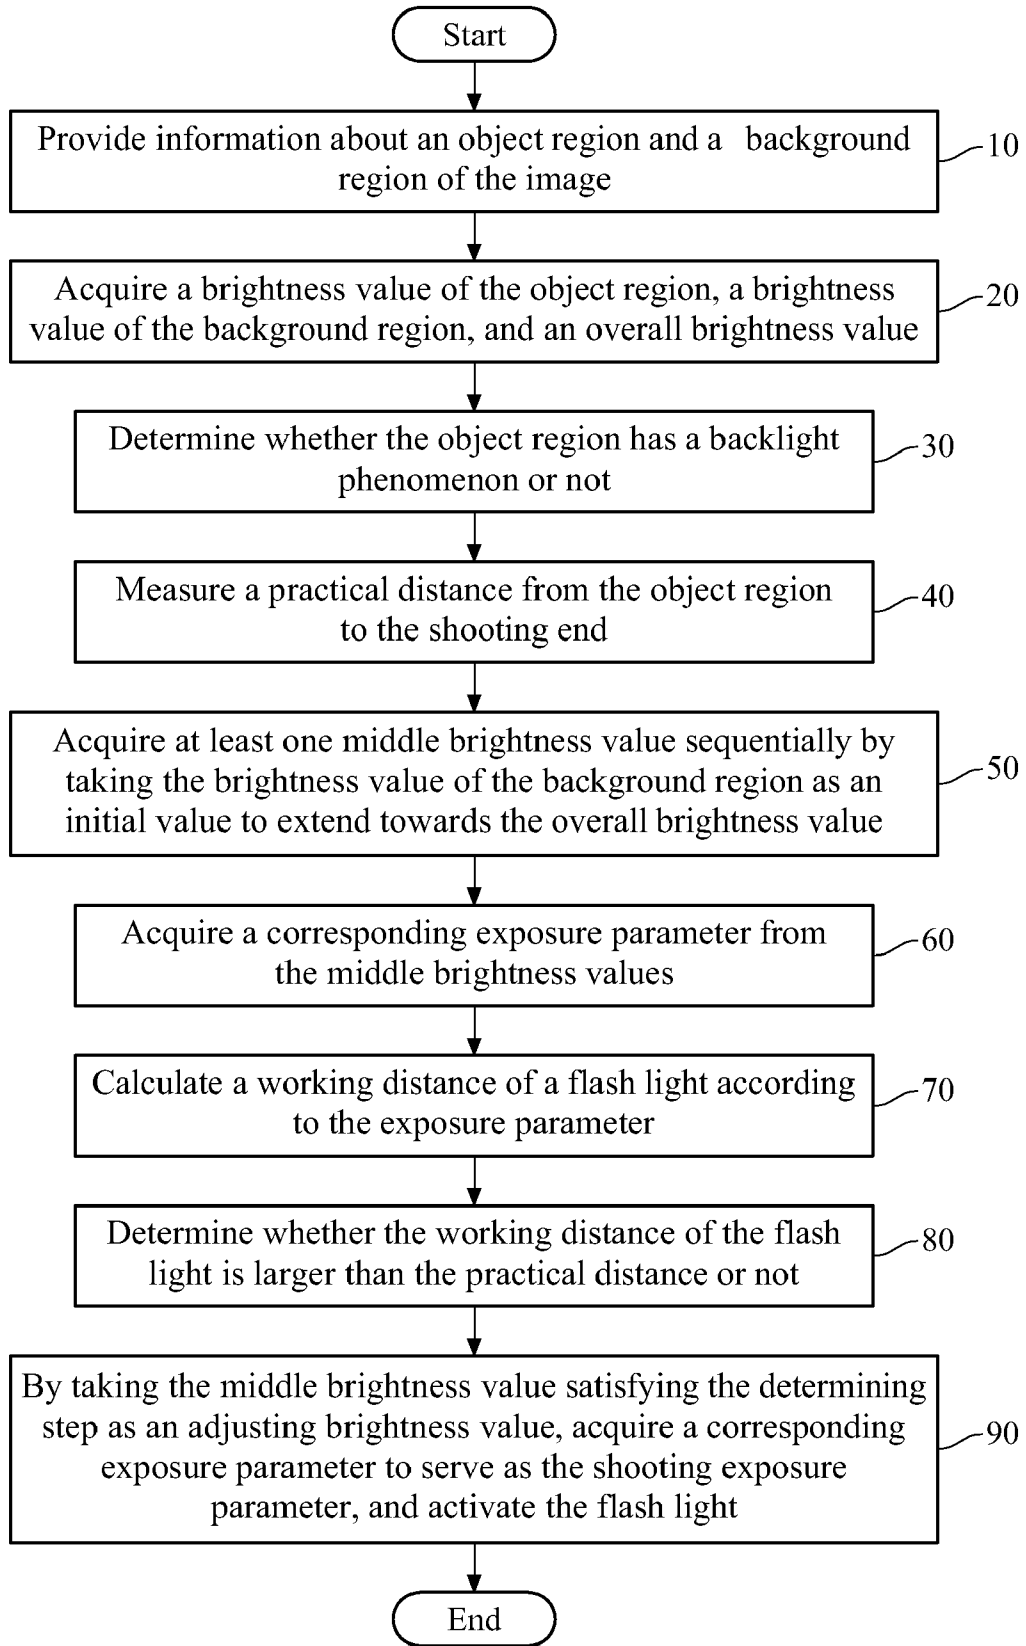 Start
Provide information about an object region and a background
region of the image
10
Acquire a brightness value of the object region, a brightness
value of the background region, and an overall brightness value
20
Determine whether the object region has a backlight
phenomenon or not
30
Measure a practical distance from the object region
to the shooting end
40
Acquire at least one middle brightness value sequentially by
taking the brightness value of the background region as an
initial value to extend towards the overall brightness value
50
Acquire a corresponding exposure parameter from
the middle brightness values
60
Calculate a working distance of a flash light according
to the exposure parameter
70
Determine whether the working distance of the flash
light is larger than the practical distance or not
80
By taking the middle brightness value satisfying the determining
step as an adjusting brightness value, acquire a corresponding
exposure parameter to serve as the shooting exposure
parameter, and activate the flash light
90
End